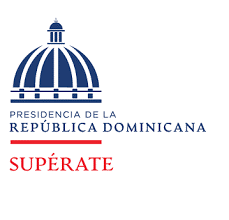 PRESIDENCIA DE LA
REPÚBLICA DOMINICANA
SUPÉRATE